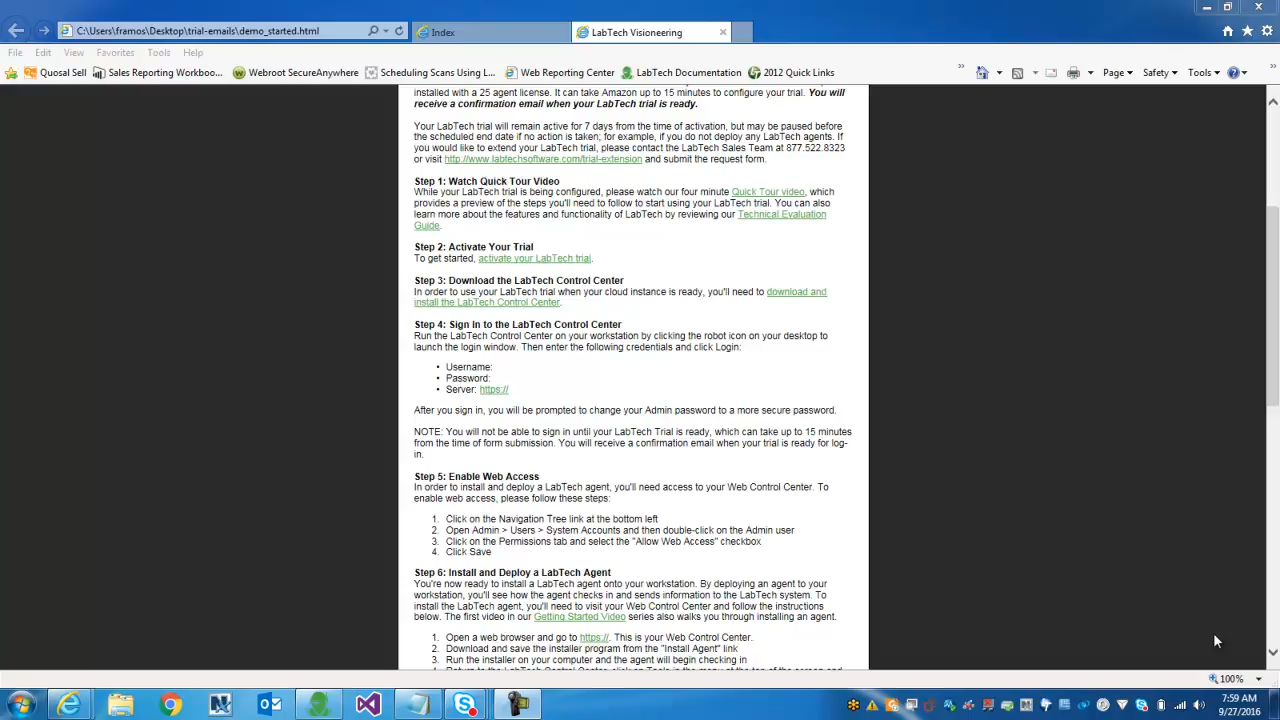 C:\Users\framos\Desktop\trial-emails\demo_started.html
Index
LabTech Visioneering
File Edit View Favorites Tools Help
Quosal Sell
Sales Reporting Workboo...
Webroot SecureAnywhere
Scheduling Scans Using L...
Web Reporting Center
LabTech Documentation
2012 Quick Links
Page
Safety
Tools
installed with a 25 agent license. It can take Amazon up to 15 minutes to configure your trial. You will
receive a confirmation email when your LabTech trial is ready.
Your LabTech trial will remain active for 7 days from the time of activation, but may be paused before
the scheduled end date if no action is taken; for example, if you do not deploy any LabTech agents. If
you would like to extend your LabTech trial, please contact the LabTech Sales Team at 877.522.8323
or visit http://www.labtechsoftware.com/trial-extension and submit the request form.
Step 1: Watch Quick Tour Video
While your LabTech trial is being configured, please watch our four minute Quick Tour video, which
provides a preview of the steps you'll need to follow to start using your LabTech trial. You can also
learn more about the features and functionality of LabTech by reviewing our Technical Evaluation
Guide.
Step 2: Activate Your Trial
To get started, activate your LabTech trial.
Step 3: Download the LabTech Control Center
In order to use your LabTech trial when your cloud instance is ready, you'll need to download and
install the LabTech Control Center.
Step 4: Sign In to the LabTech Control Center
Run the LabTech Control Center on your workstation by clicking the robot icon on your desktop to
launch the login window. Then enter the following credentials and click Login:
• Username:
• Password:
• Server: https://
After you sign in, you will be prompted to change your Admin password to a more secure password.
NOTE: You will not be able to sign in until your LabTech Trial is ready, which can take up to 15 minutes
from the time of form submission. You will receive a confirmation email when your trial is ready for log-
in.
Step 5: Enable Web Access
In order to install and deploy a LabTech agent, you'll need access to your Web Control Center. To
enable web access, please follow these steps:
1. Click on the Navigation Tree link at the bottom left
2. Open Admin > Users > System Accounts and then double-click on the Admin user
3. Click on the Permissions tab and select the "Allow Web Access" checkbox
4. Click Save
Step 6: Install and Deploy a LabTech Agent
You're now ready to install a LabTech agent onto your workstation. By deploying an agent to your
workstation, you'll see how the agent checks in and sends information to the LabTech system. To
install the LabTech agent, you'll need to visit your Web Control Center and follow the instructions
below. The first video in our Getting Started Video series also walks you through installing an agent.
1. Open a web browser and go to https://. This is your Web Control Center.
2. Download and save the installer program from the "Install Agent" link
3. Run the installer on your computer and the agent will begin checking in
4. Return to the LabTech Control Center, click on Tools in the menu at the top of the screen and
100%
7:59 AM
9/27/2016